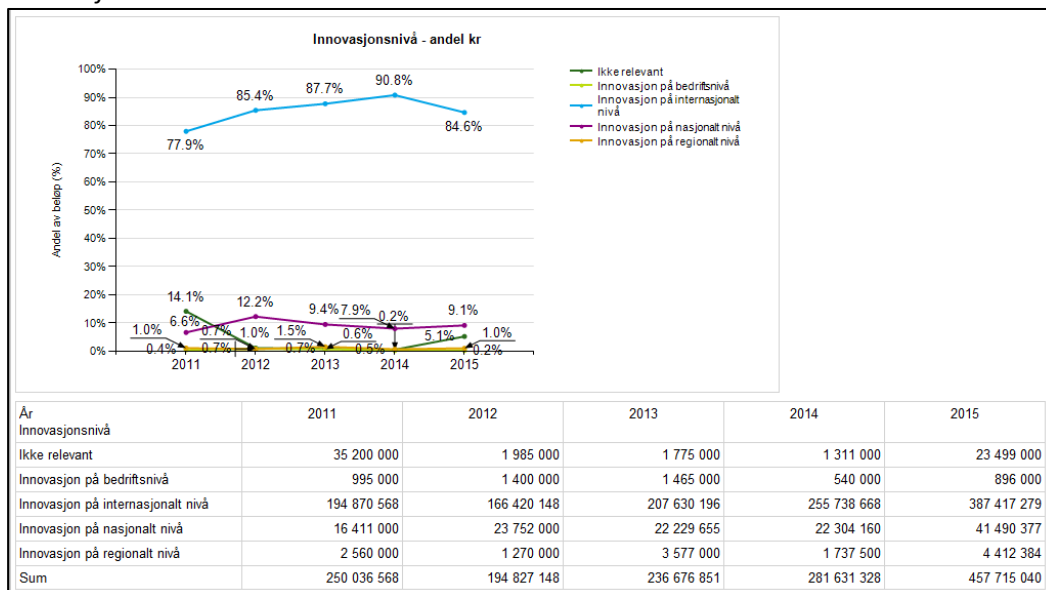 Innovasjonsnivå - andel kr
100%
90%
80%
70%
60%
50%
40%
30%
20%
10%
0%
Andel av beløp (%)
77.9%
85.4%
87.7%
90.8%
84.6%
14.1%
12.2%
9.4%
7.9%
0.2%
9.1%
6.6%
1.0%
0.7%
1.0%
1.5%
0.6%
5.1%
1.0%
0.4%
0.7%
0.7%
0.5%
0.2%
2011
2012
2013
2014
2015
Ikke relevant
Innovasjon på bedriftsnivå
Innovasjon på internasjonalt
nivå
Innovasjon på nasjonalt nivå
Innovasjon på regionalt nivå
År 2011 2012 2013 2014 2015
Innovasjonsnivå
Ikke relevant 35 200 000 1 985 000 1 775 000 1 311 000 23 499 000
Innovasjon på bedriftsnivå 995 000 1 400 000 1 465 000 540 000 896 000
Innovasjon på internasjonalt nivå 194 870 568 166 420 148 207 630 196 255 738 668 387 417 279
Innovasjon på nasjonalt nivå 16 411 000 23 752 000 22 229 655 22 304 160 41 490 377
Innovasjon på regionalt nivå 2 560 000 1 270 000 3 577 000 1 737 500 4 412 384
Sum 250 036 568 194 827 148 236 676 851 281 631 328 457 715 040